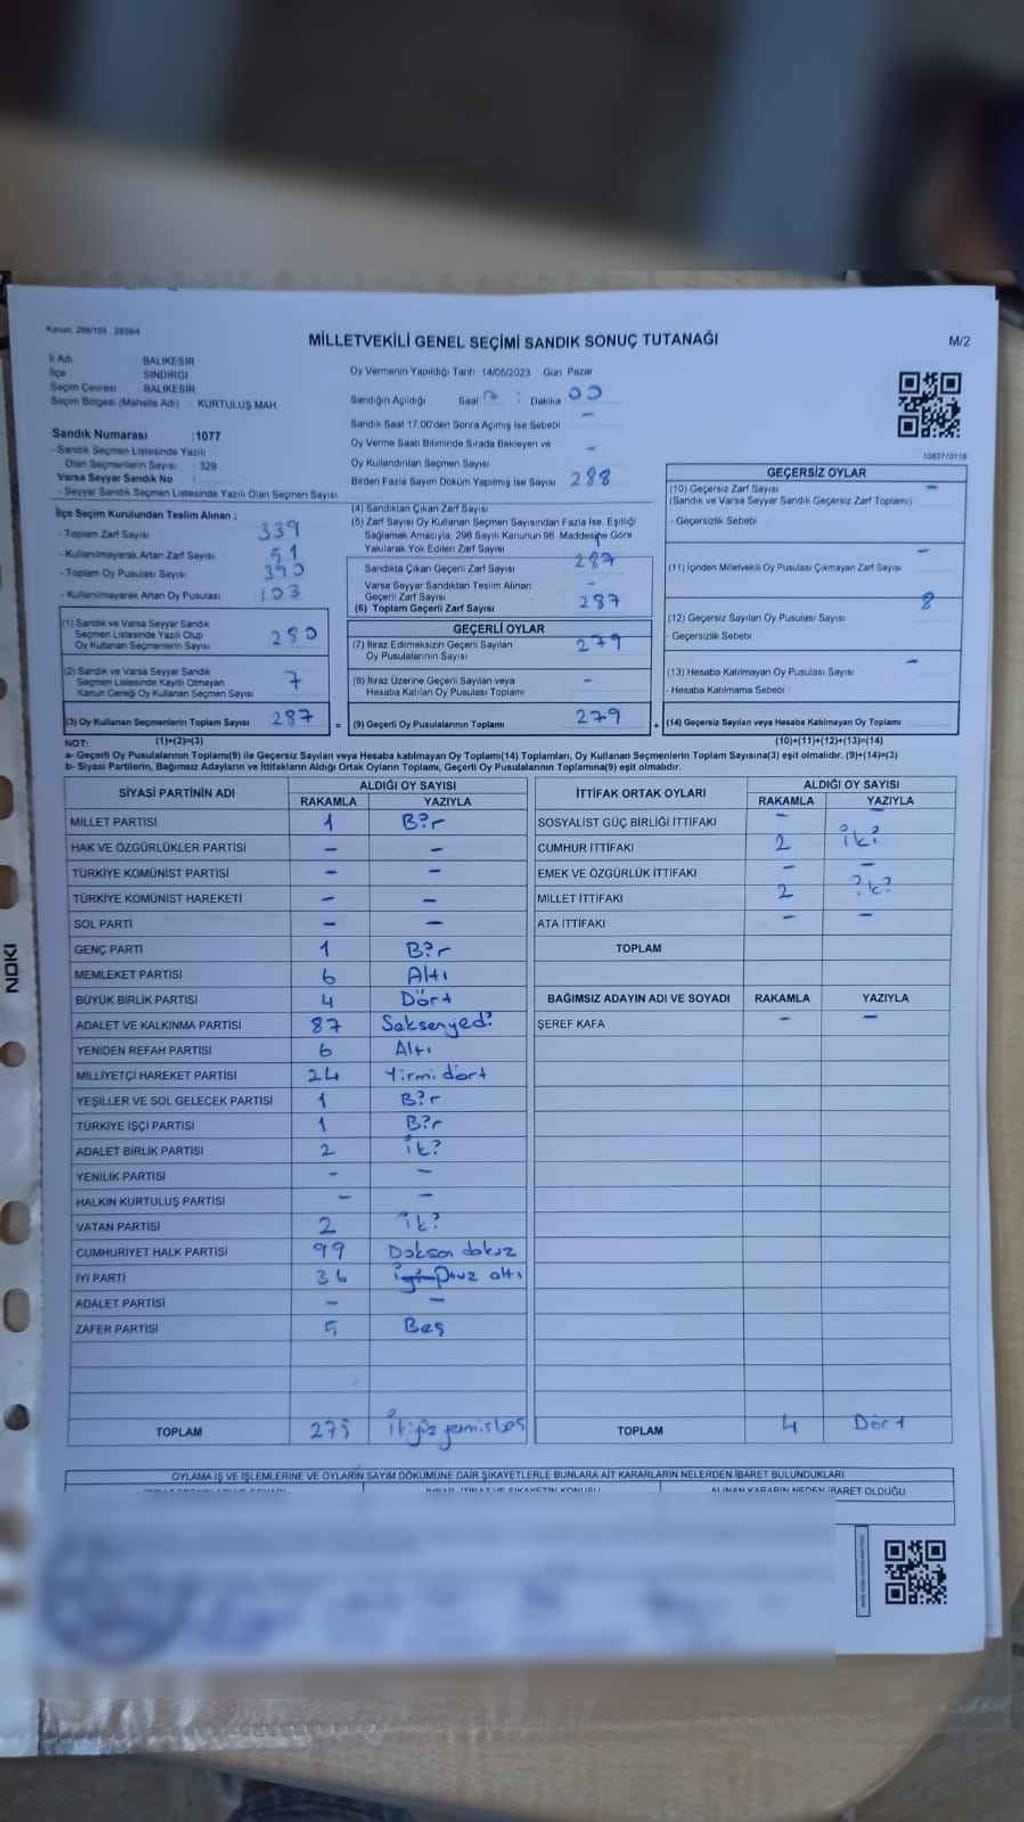 MİLLETVEKİLİ GENEL SEÇİMİ SANDIK SONUÇ TUTANAĞI
M/2
İl Adı BALIKESİR
İlçe SINDIRGI
Seçim Çevresi BALIKESİR
Seçim Bölgesi (Mahalle Adı) KURTULUŞ MAH.
Sandık Numarası :1077
- Sandık Seçmen Listesinde Yazılı
Olan Seçmenlerin Sayısı : 329
Varsa Seyyar Sandık No
- Seyyar Sandık Seçmen Listesinde Yazılı Olan Seçmen Sayısı
İlçe Seçim Kurulundan Teslim Alınan :
- Toplam Zarf Sayısı 339
- Kullanılmayarak Artan Zarf Sayısı 51
- Toplam Oy Pusulası Sayısı 390
- Kullanılmayarak Artan Oy Pusulası 103
(1) Sandık ve Varsa Seyyar Sandık
Seçmen Listesinde Yazılı Olup
Oy Kullanan Seçmenlerin Sayısı 280
(2) Sandık ve Varsa Seyyar Sandık
Seçmen Listesinde Kayıtlı Olmayan
Kanun Gereği Oy Kullanan Seçmen Sayısı 7
(3) Oy Kullanan Seçmenlerin Toplam Sayısı 287
Oy Vermenin Yapıldığı Tarih :14/05/2023 Gün Pazar
Sandığın Açıldığı Saat : Dakika 00
Sandık Saat 17.00'den Sonra Açılmış İse Sebebi -
Oy Verme Saati Bitiminde Sırada Bekleyen ve
Oy Kullandırılan Seçmen Sayısı -
Birden Fazla Sayım Döküm Yapılmış İse Sayısı
(4) Sandıktan Çıkan Zarf Sayısı 288
(5) Zarf Sayısı Oy Kullanan Seçmen Sayısından Fazla İse, Eşitliği
Sağlamak Amacıyla, 298 Sayılı Kanunun 98. Maddesine Göre
Yakılarak Yok Edilen Zarf Sayısı
Sandıkta Çıkan Geçerli Zarf Sayısı 287
Varsa Seyyar Sandıktan Teslim Alınan
Geçerli Zarf Sayısı -
(6) Toplam Geçerli Zarf Sayısı 287
GEÇERLİ OYLAR
(7) İtiraz Edilmeksizin Geçerli Sayılan
Oy Pusulalarının Sayısı 279
(8) İtiraz Üzerine Geçerli Sayılan veya
Hesaba Katılan Oy Pusulası Toplamı -
= (9) Geçerli Oy Pusulalarının Toplamı 279
GEÇERSİZ OYLAR
(10) Geçersiz Zarf Sayısı -
(Sandık ve Varsa Seyyar Sandık Geçersiz Zarf Toplamı)
- Geçersizlik Sebebi
(11) İçinden Milletvekili Oy Pusulası Çıkmayan Zarf Sayısı -
(12) Geçersiz Sayılan Oy Pusulası Sayısı 8
- Geçersizlik Sebebi
(13) Hesaba Katılmayan Oy Pusulası Sayısı -
- Hesaba Katılmama Sebebi
(14) Geçersiz Sayılan veya Hesaba Katılmayan Oy Toplamı
NOT: (1)+(2)=(3)
(10)+(11)+(12)+(13)=(14)
a- Geçerli Oy Pusulalarının Toplamı(9) ile Geçersiz Sayılan veya Hesaba katılmayan Oy Toplamı(14) Toplamları, Oy Kullanan Seçmenlerin Toplam Sayısına(3) eşit olmalıdır. (9)+(14)=(3)
b- Siyasi Partilerin, Bağımsız Adayların ve İttifakların Aldığı Ortak Oyların Toplamı, Geçerli Oy Pusulalarının Toplamına(9) eşit olmalıdır.
SİYASİ PARTİNİN ADI ALDIĞI OY SAYISI
RAKAMLA YAZIYLA
MİLLET PARTİSİ 1 Bir
HAK VE ÖZGÜRLÜKLER PARTİSİ - -
TÜRKİYE KOMÜNİST PARTİSİ - -
TÜRKİYE KOMÜNİST HAREKETİ - -
SOL PARTİ - -
GENÇ PARTİ 1 Bir
MEMLEKET PARTİSİ 6 Altı
BÜYÜK BİRLİK PARTİSİ 4 Dört
ADALET VE KALKINMA PARTİSİ 87 Seksenyedi
YENİDEN REFAH PARTİSİ 6 Altı
MİLLİYETÇİ HAREKET PARTİSİ 24 Yirmi dört
YEŞİLLER VE SOL GELECEK PARTİSİ 1 Bir
TÜRKİYE İŞÇİ PARTİSİ 1 Bir
ADALET BİRLİK PARTİSİ 2 İki
YENİLİK PARTİSİ - -
HALKIN KURTULUŞ PARTİSİ - -
VATAN PARTİSİ 2 İki
CUMHURİYET HALK PARTİSİ 99 Doksan dokuz
İYİ PARTİ 36 Otuz altı
ADALET PARTİSİ - -
ZAFER PARTİSİ 5 Beş
TOPLAM 275 İkiyüz yetmişbeş
İTTİFAK ORTAK OYLARI ALDIĞI OY SAYISI
RAKAMLA YAZIYLA
SOSYALİST GÜÇ BİRLİĞİ İTTİFAKI - -
CUMHUR İTTİFAKI 2 İki
EMEK VE ÖZGÜRLÜK İTTİFAKI - -
MİLLET İTTİFAKI 2 İki
ATA İTTİFAKI - -
TOPLAM
BAĞIMSIZ ADAYIN ADI VE SOYADI RAKAMLA YAZIYLA
ŞEREF KAFA - -
TOPLAM 4 Dört
OYLAMA İŞ VE İŞLEMLERİNE VE OYLARIN SAYIM DÖKÜMÜNE DAİR ŞİKAYETLERLE BUNLARA AİT KARARLARIN NELERDEN İBARET BULUNDUKLARI
ALINAN KARARIN NEDEN İBARET OLDUĞU
NOKI